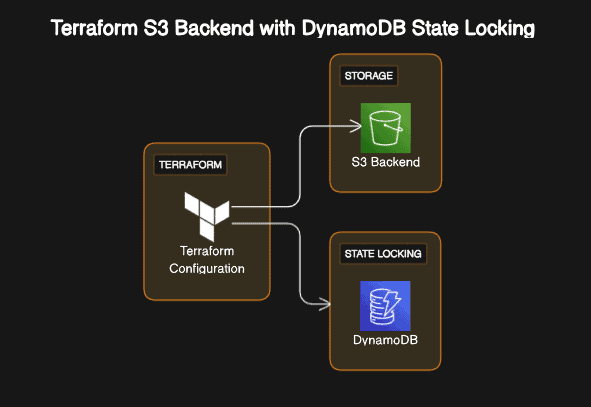 Terraform S3 Backend with DynamoDB State Locking
STORAGE
S3 Backend
TERRAFORM
Terraform
Configuration
STATE LOCKING
DynamoDB